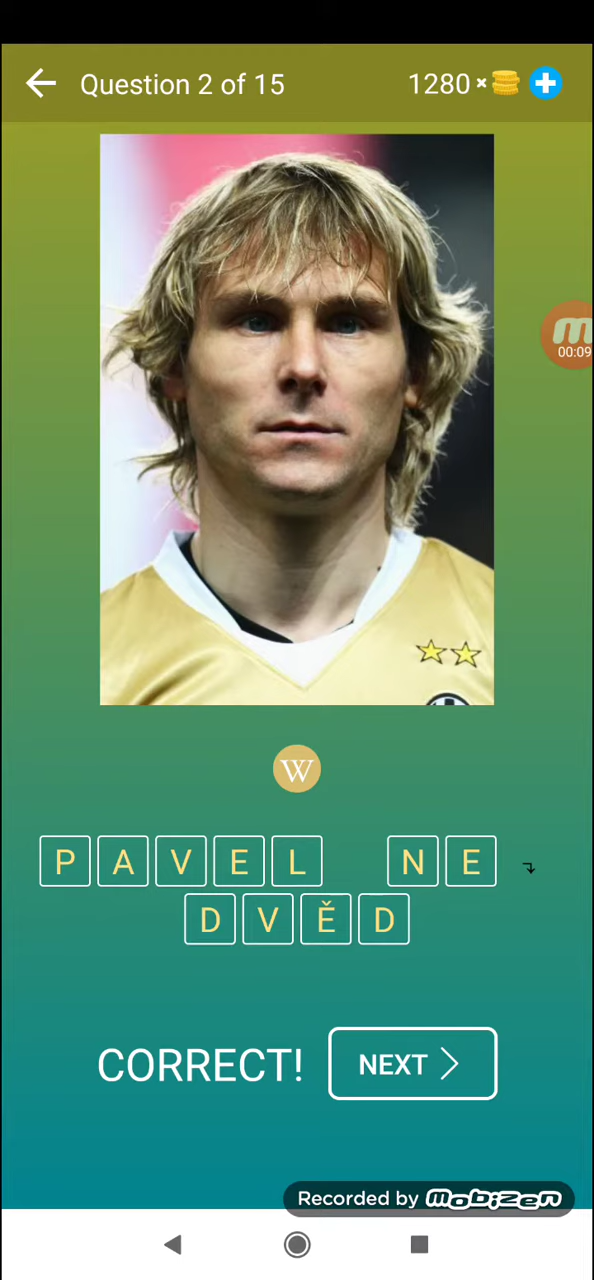 Question 2 of 15
1280 ×
00:09
W
PAVEL NE
DVĚD
CORRECT!
NEXT
Recorded by mobizen